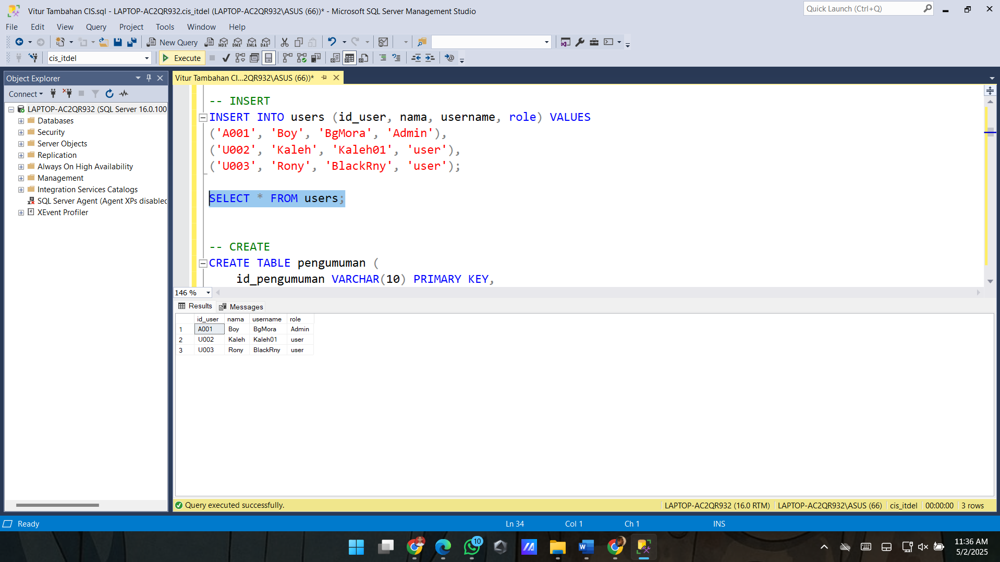 Vitur Tambahan CIS.sql - LAPTOP-AC2QR932.cis_itdel (LAPTOP-AC2QR932\ASUS (66))* - Microsoft SQL Server Management Studio
Quick Launch (Ctrl+Q)
File Edit View Query Project Tools Window Help
New Query MDX DMX XMLA DAX
cis_itdel Execute
Object Explorer
Connect
LAPTOP-AC2QR932 (SQL Server 16.0.100
Databases
Security
Server Objects
Replication
Always On High Availability
Management
Integration Services Catalogs
SQL Server Agent (Agent XPs disabled
XEvent Profiler
Vitur Tambahan CI...2QR932\ASUS (66))*
-- INSERT
INSERT INTO users (id_user, nama, username, role) VALUES
('A001', 'Boy', 'BgMora', 'Admin'),
('U002', 'Kaleh', 'Kaleh01', 'user'),
('U003', 'Rony', 'BlackRny', 'user');
SELECT * FROM users;
-- CREATE
CREATE TABLE pengumuman (
id_pengumuman VARCHAR(10) PRIMARY KEY,
146 %
Results Messages
id_user nama username role
1 A001 Boy BgMora Admin
2 U002 Kaleh Kaleh01 user
3 U003 Rony BlackRny user
Query executed successfully.
LAPTOP-AC2QR932 (16.0 RTM) LAPTOP-AC2QR932\ASUS (66) cis_itdel 00:00:00 3 rows
Ready Ln 34 Col 1 Ch 1 INS
10
11:36 AM
5/2/2025